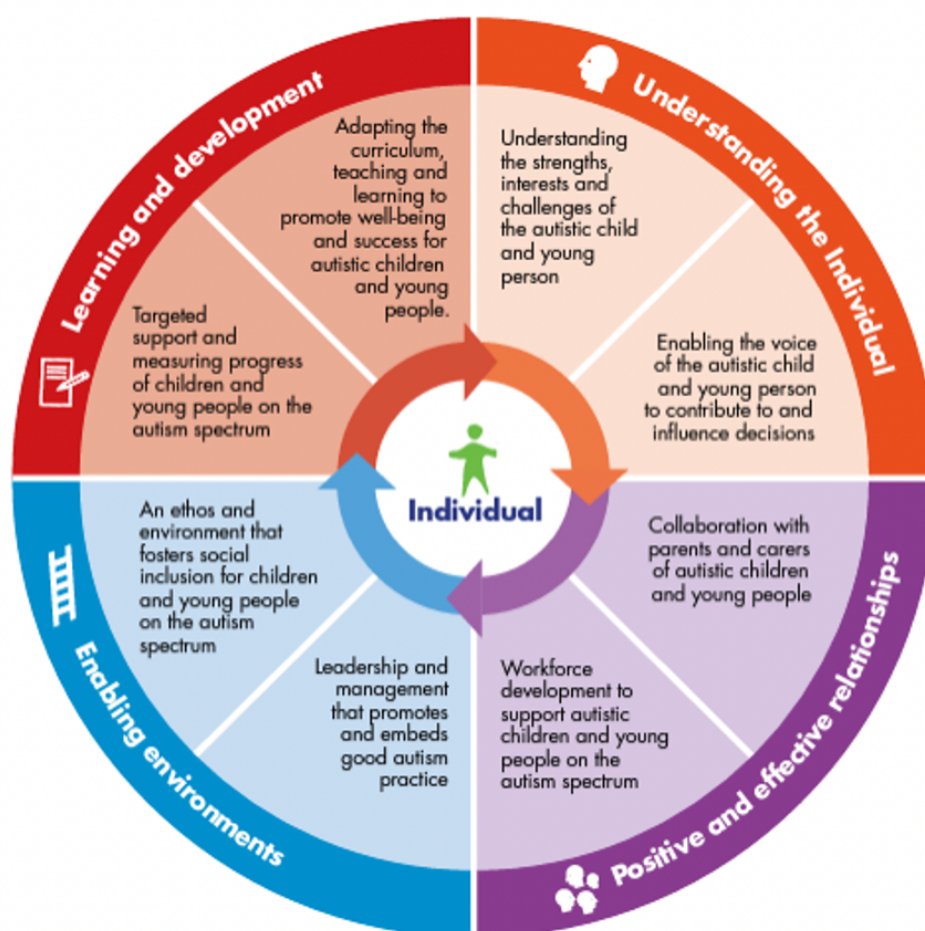 Learning and development
Adapting the
curriculum,
teaching and
learning to
promote well-being
and success for
autistic children
and young
people.
Targeted
support and
measuring progress
of children and
young people on the
autism spectrum
Understanding the Individual
Understanding
the strengths,
interests and
challenges of
the autistic child
and young
person
Enabling the voice
of the autistic child
and young person
to contribute to and
influence decisions
Individual
Positive and effective relationships
Collaboration with
parents and carers
of autistic children
and young people
Workforce
development to
support autistic
children and young
people on the
autism spectrum
Enabling environments
Leadership and
management
that promotes
and embeds
good autism
practice
An ethos and
environment that
fosters social
inclusion for children
and young people
on the autism
spectrum